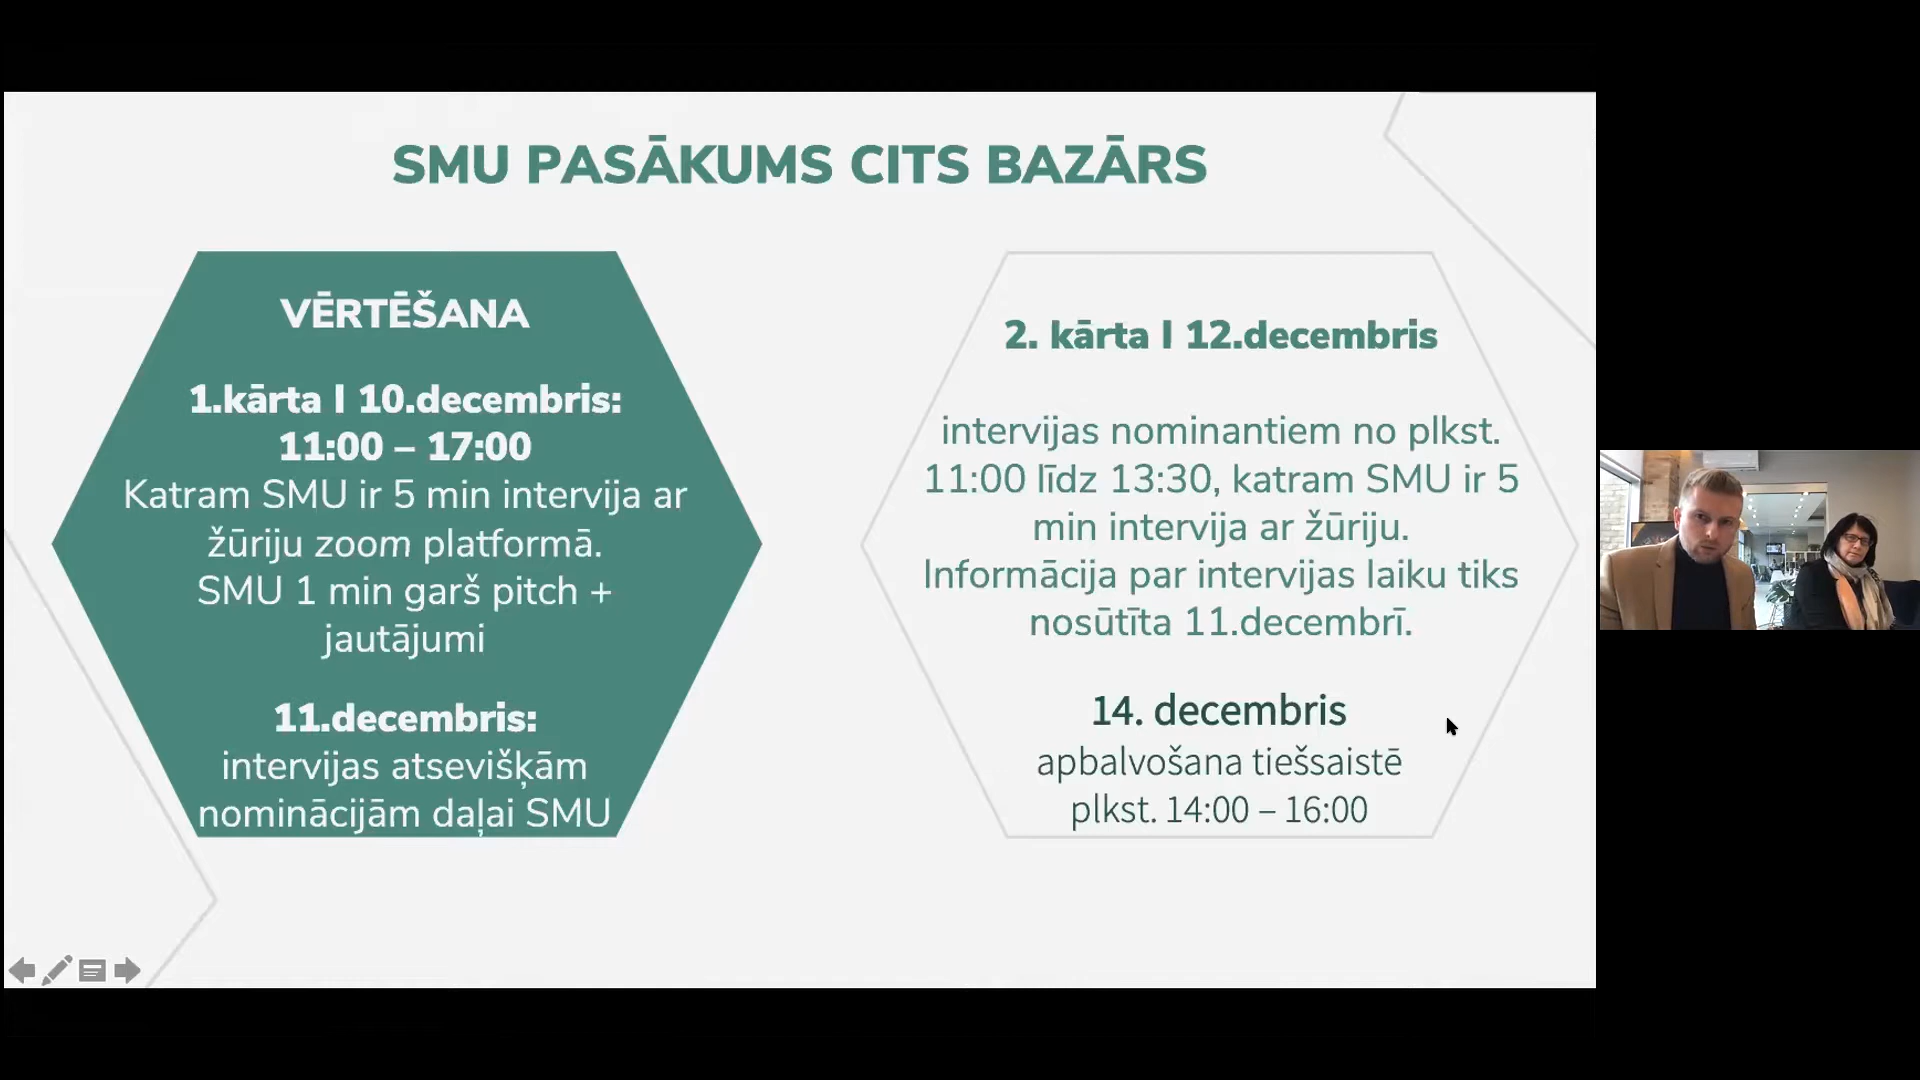 SMU PASĀKUMS CITS BAZĀRS
VĒRTĒŠANA
1.kārta I 10.decembris:
11:00 – 17:00
Katram SMU ir 5 min intervija ar
žūriju zoom platformā.
SMU 1 min garš pitch +
jautājumi
11.decembris:
intervijas atsevišķām
nominācijām daļai SMU
2. kārta I 12.decembris
intervijas nominantiem no plkst.
11:00 līdz 13:30, katram SMU ir 5
min intervija ar žūriju.
Informācija par intervijas laiku tiks
nosūtīta 11.decembrī.
14. decembris
apbalvošana tiešsaistē
plkst. 14:00 – 16:00